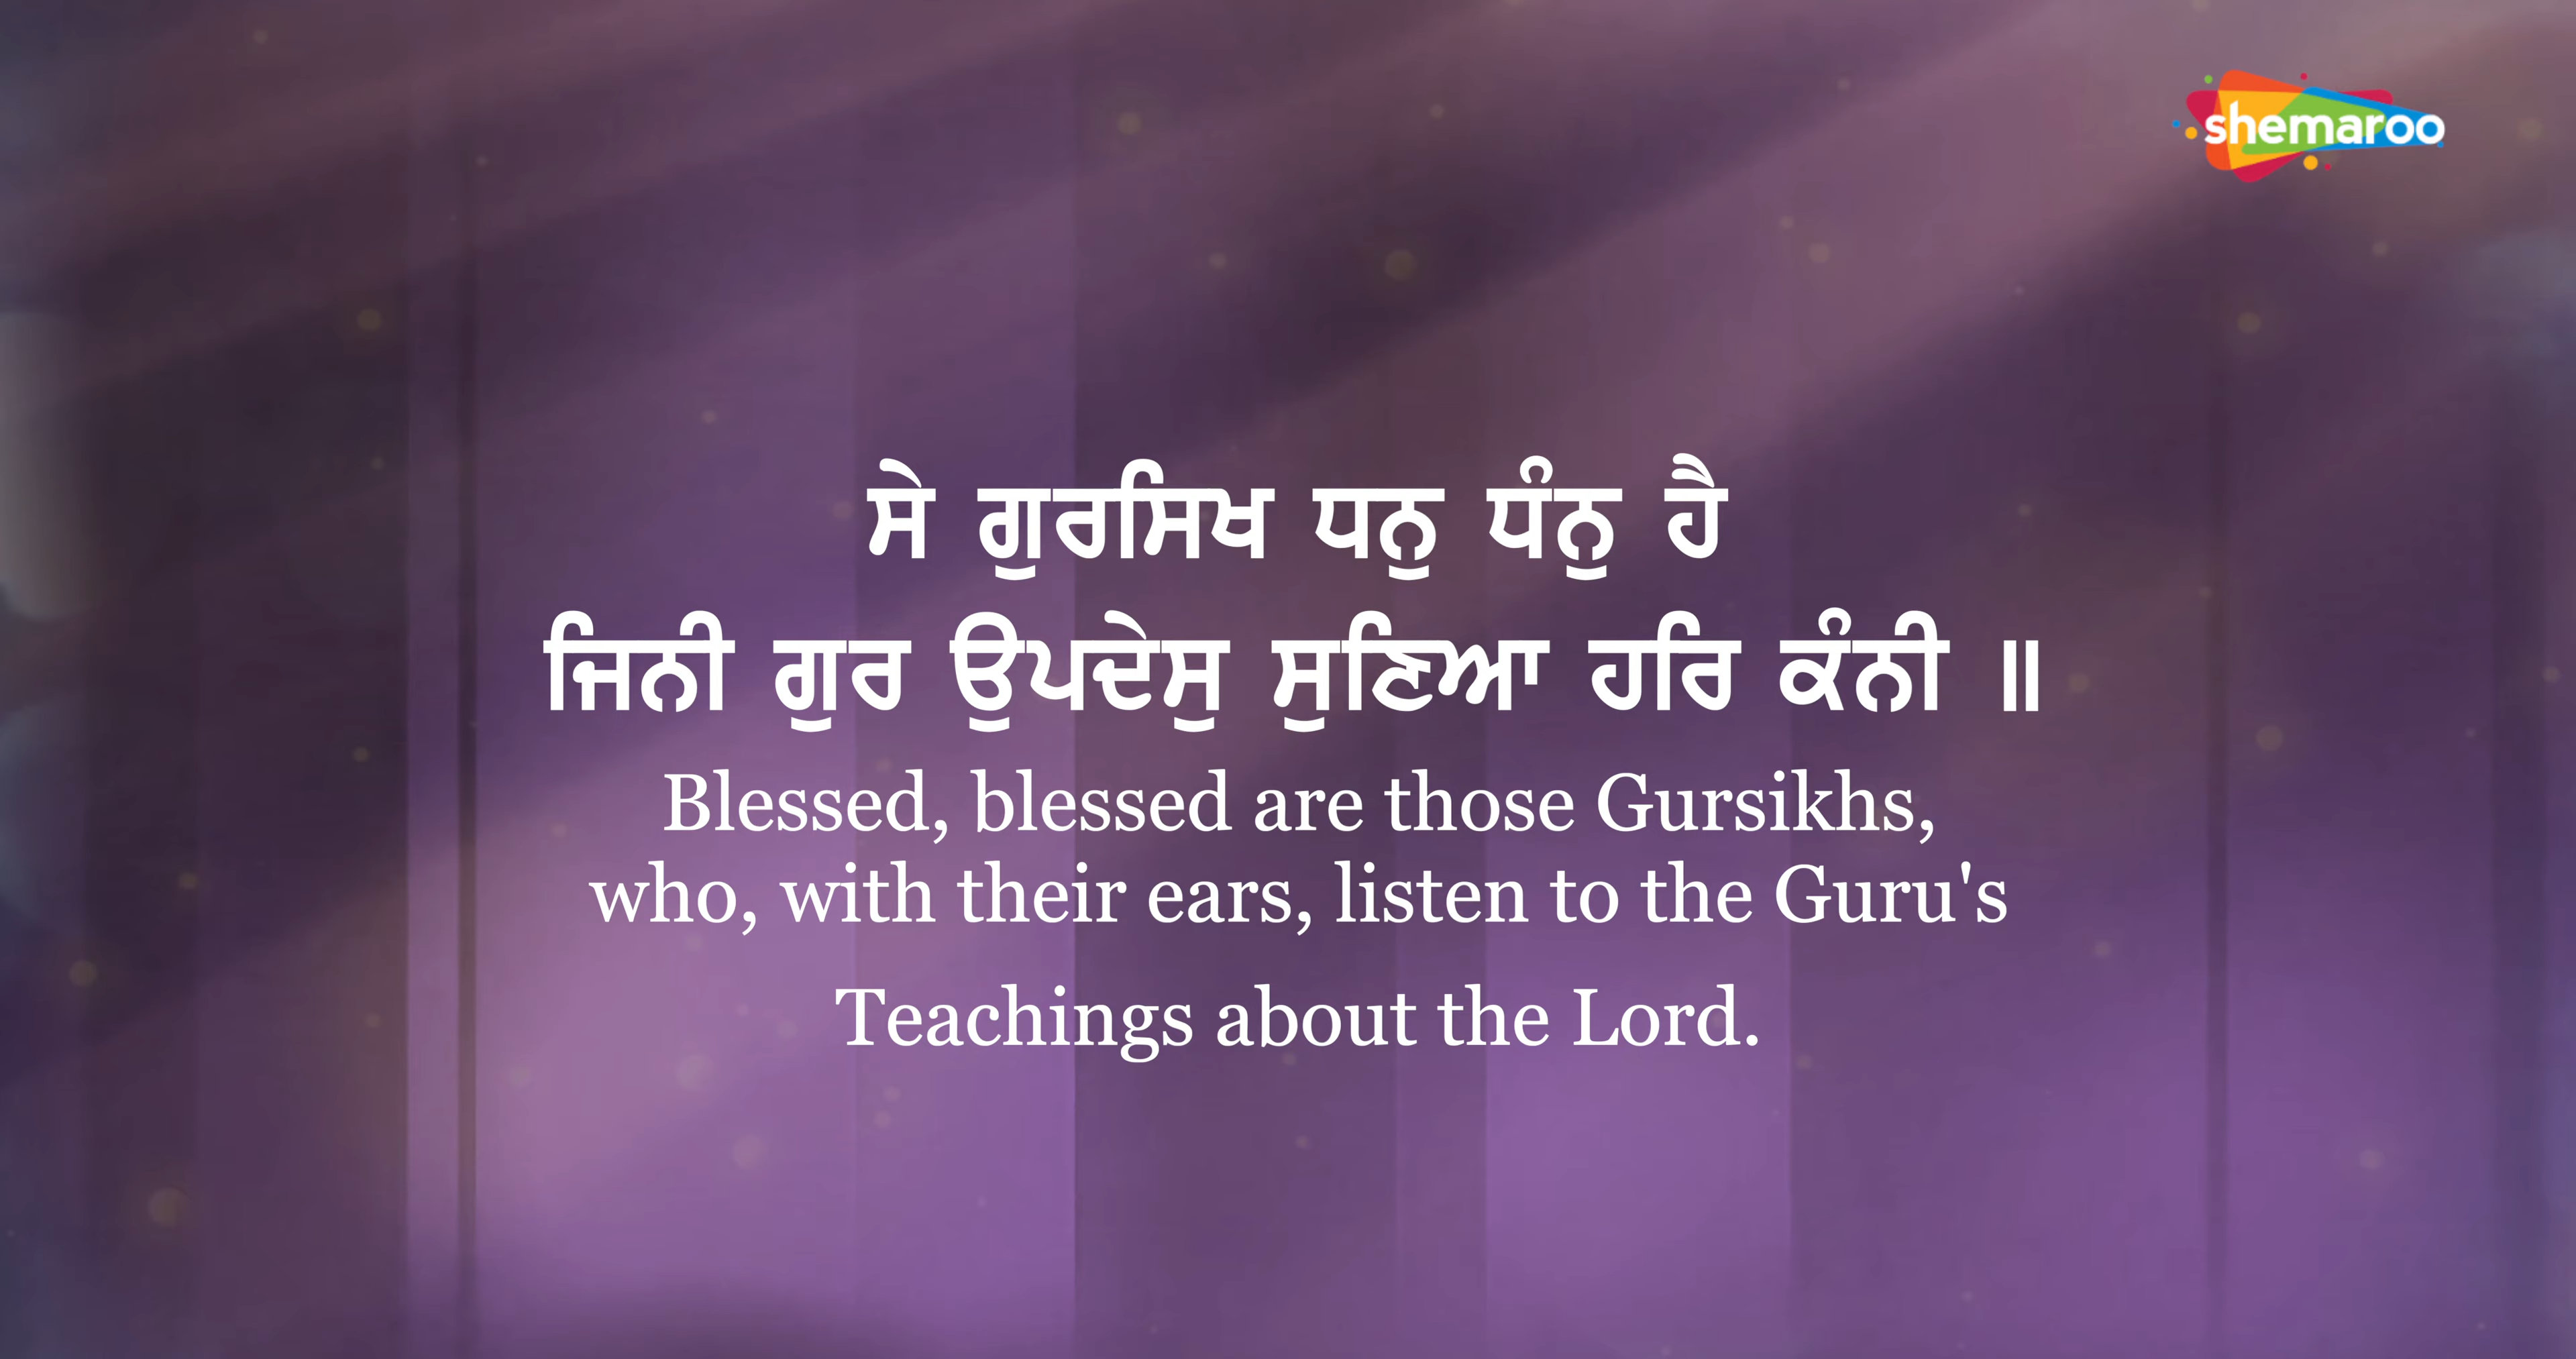 shemaroo
ਸੇ ਗੁਰਸਿਖ ਧਨੁ ਧੰਨੁ ਹੈ
ਜਿਨੀ ਗੁਰ ਉਪਦੇਸੁ ਸੁਣਿਆ ਹਰਿ ਕੰਨੀ ॥
Blessed, blessed are those Gursikhs,
who, with their ears, listen to the Guru's
Teachings about the Lord.